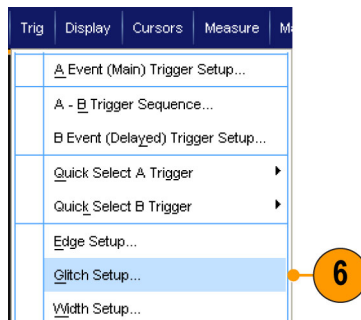 Trig Display Cursors Measure
A Event (Main) Trigger Setup...
A - B Trigger Sequence...
B Event (Delayed) Trigger Setup...
Quick Select A Trigger
Quick Select B Trigger
Edge Setup...
Glitch Setup...
6
Width Setup...